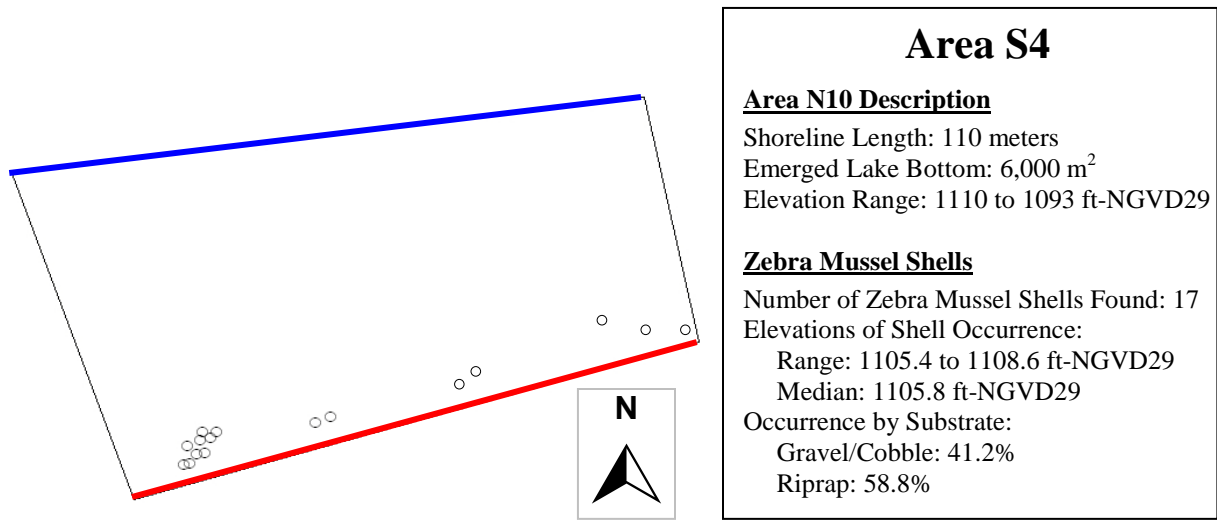 Area S4
Area N10 Description
Shoreline Length: 110 meters
Emerged Lake Bottom: 6,000 m²
Elevation Range: 1110 to 1093 ft-NGVD29
Zebra Mussel Shells
Number of Zebra Mussel Shells Found: 17
Elevations of Shell Occurrence:
Range: 1105.4 to 1108.6 ft-NGVD29
Median: 1105.8 ft-NGVD29
Occurrence by Substrate:
Gravel/Cobble: 41.2%
Riprap: 58.8%
N